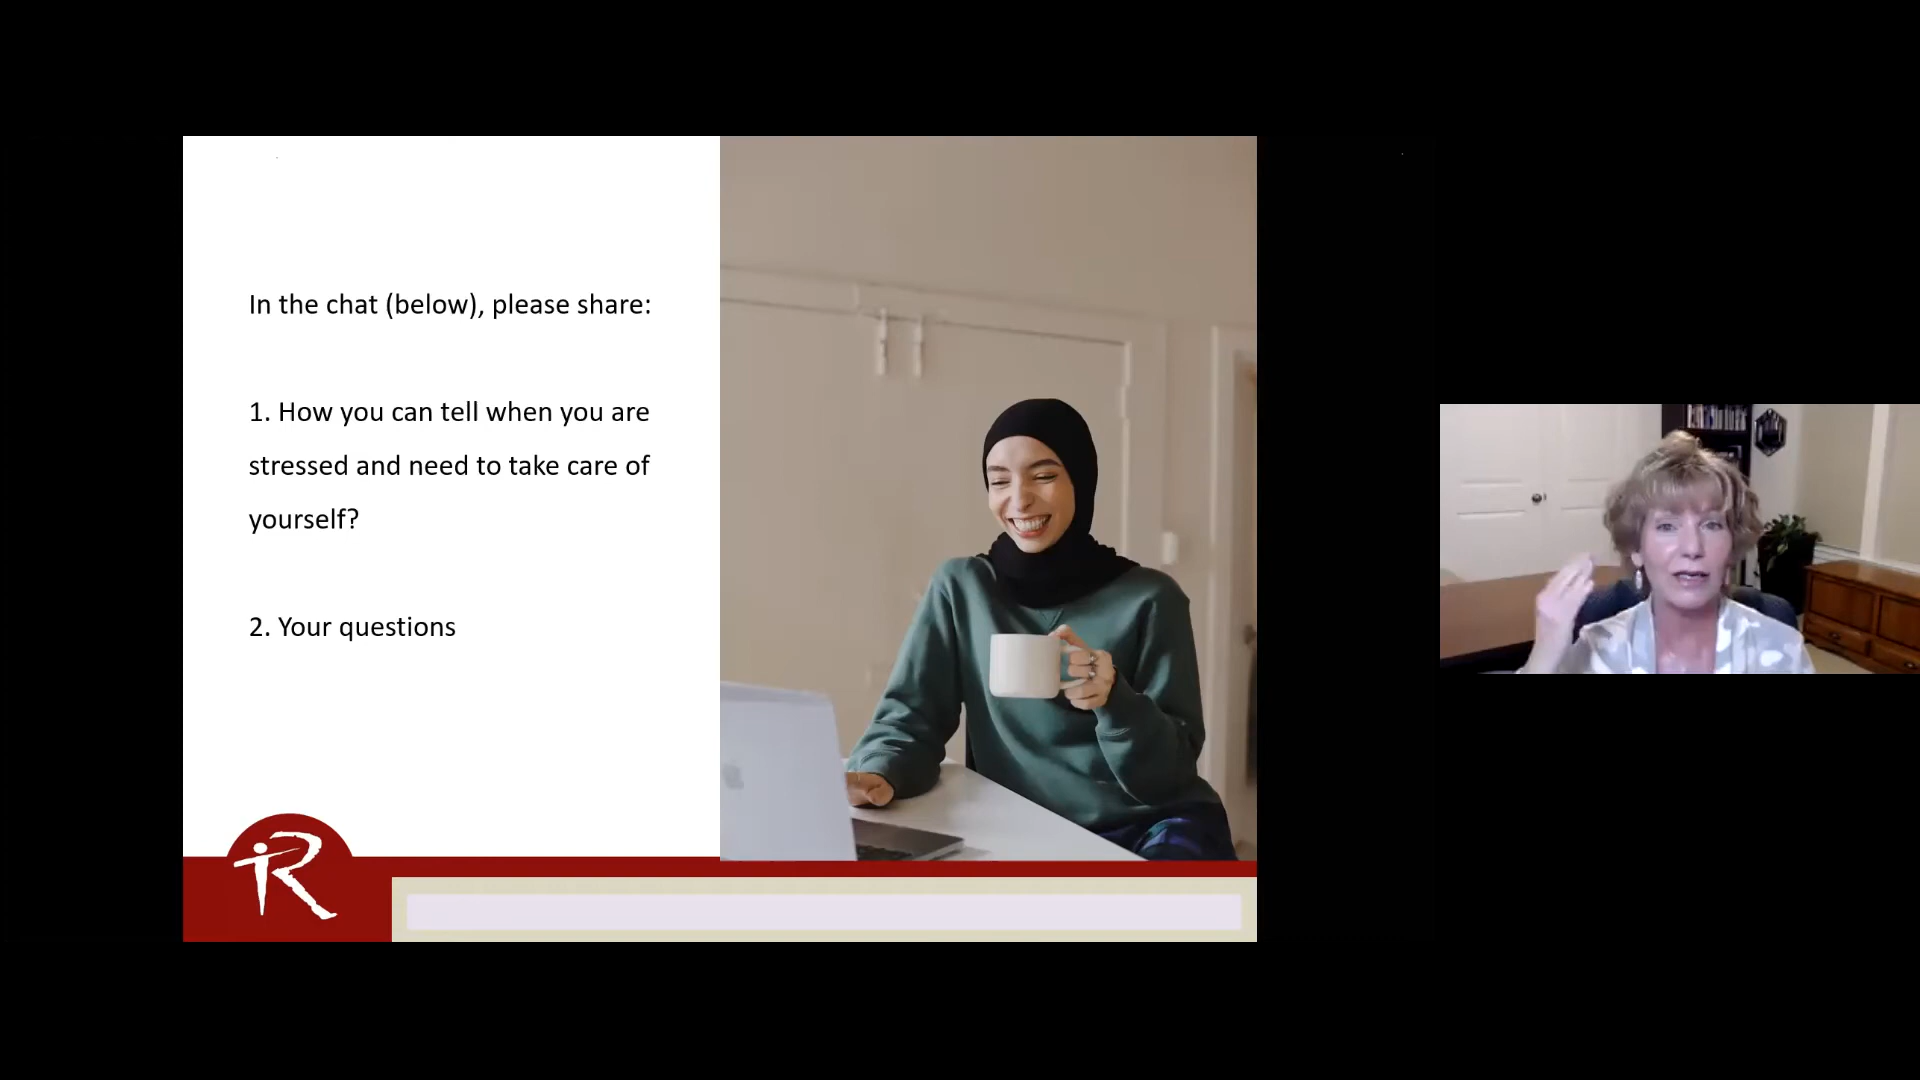 In the chat (below), please share:
1. How you can tell when you are
stressed and need to take care of
yourself?
2. Your questions
R